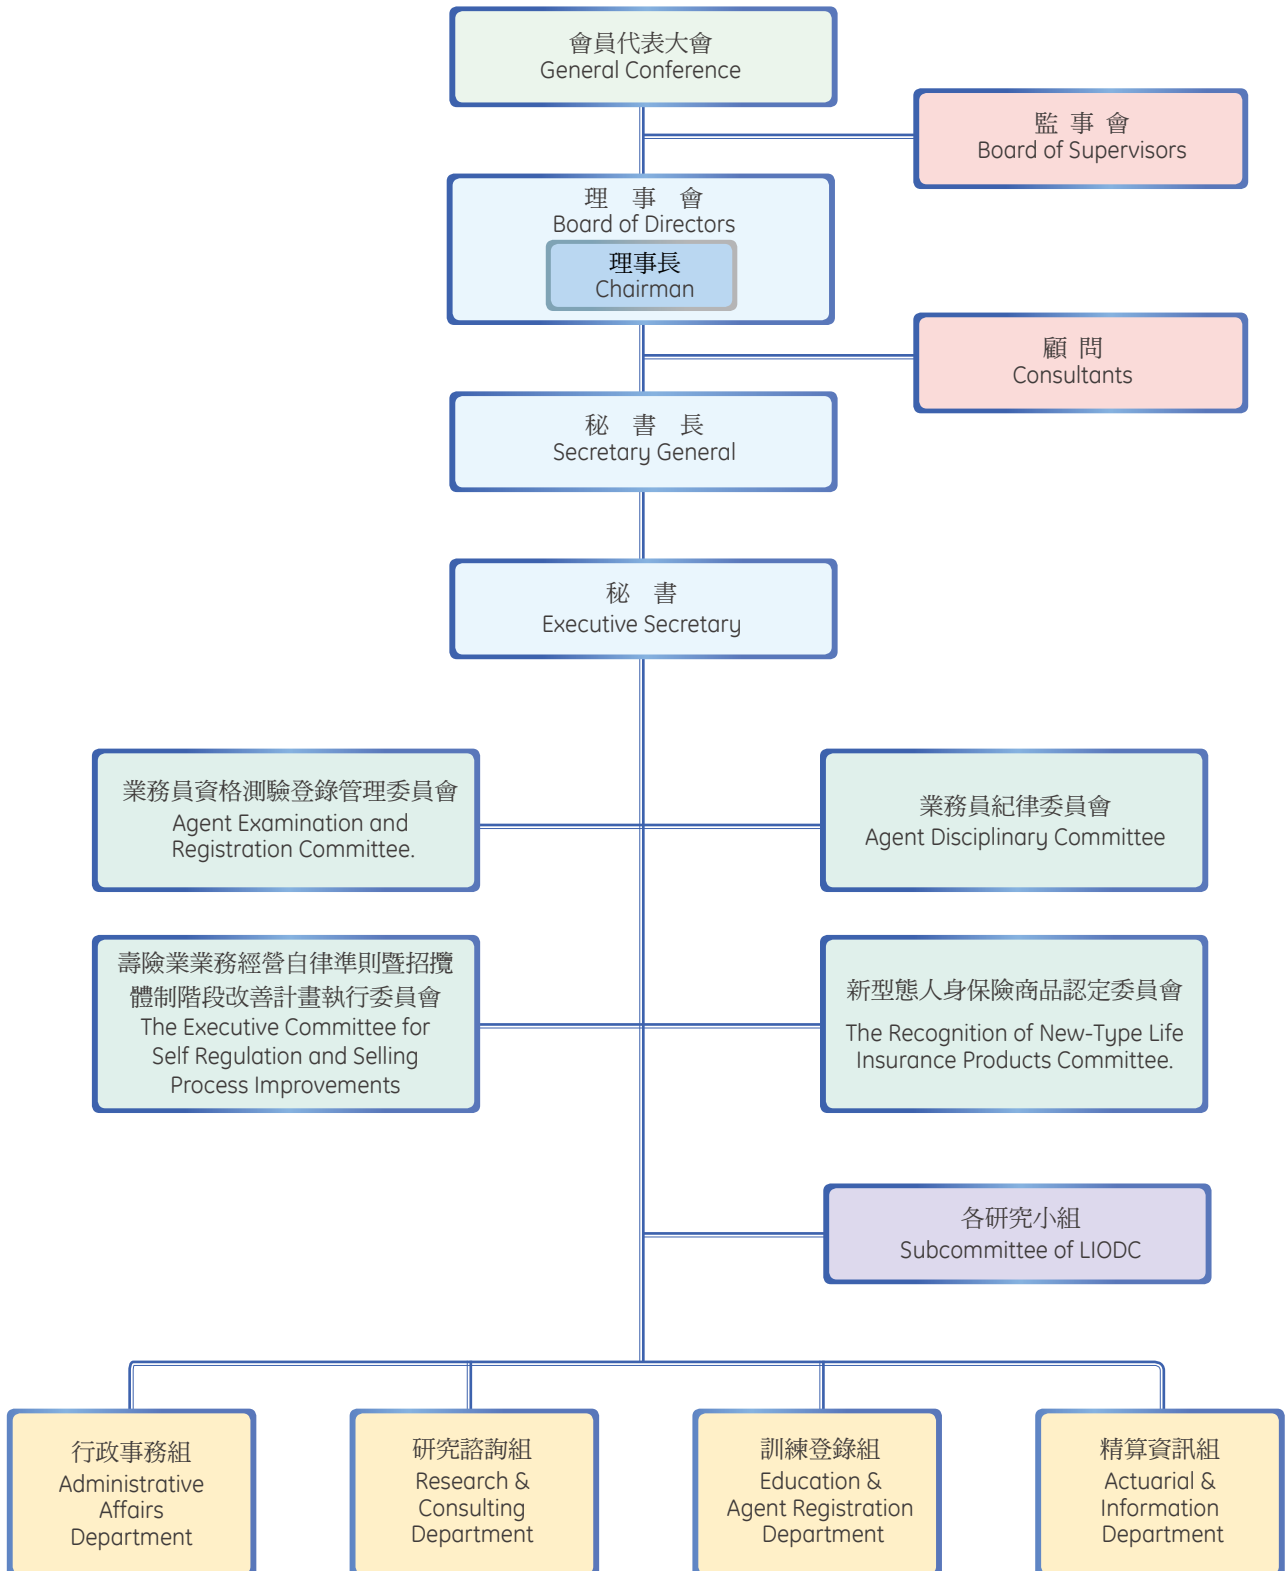 會員代表大會
General Conference
監 事 會
Board of Supervisors
理 事 會
Board of Directors
理事長
Chairman
顧 問
Consultants
秘 書 長
Secretary General
秘 書
Executive Secretary
業務員資格測驗登錄管理委員會
Agent Examination and
Registration Committee.
業務員紀律委員會
Agent Disciplinary Committee
壽險業業務經營自律準則暨招攬
體制階段改善計畫執行委員會
The Executive Committee for
Self Regulation and Selling
Process Improvements
新型態人身保險商品認定委員會
The Recognition of New-Type Life
Insurance Products Committee.
各研究小組
Subcommittee of LIODC
行政事務組
Administrative
Affairs
Department
研究諮詢組
Research &
Consulting
Department
訓練登錄組
Education &
Agent Registration
Department
精算資訊組
Actuarial &
Information
Department